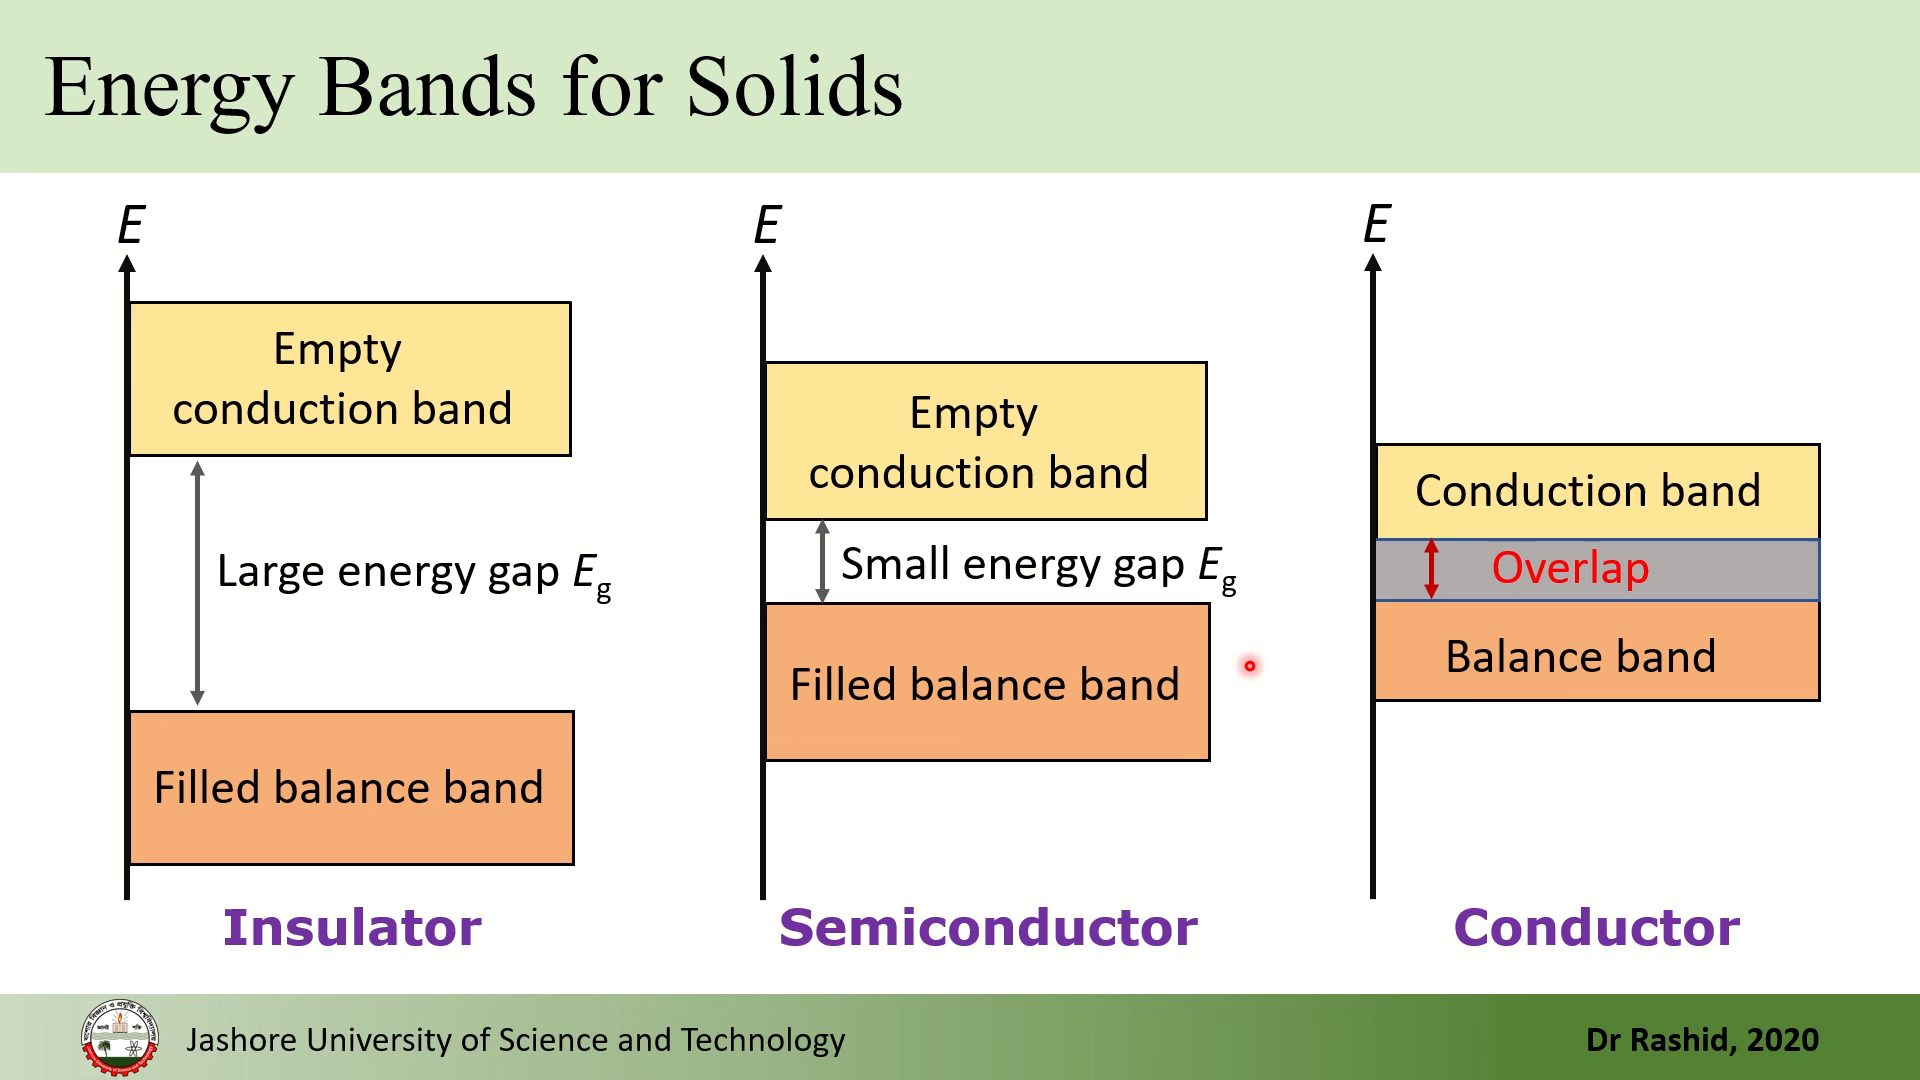 Energy Bands for Solids
E
Empty
conduction band
Large energy gap Eg
Filled balance band
Insulator
E
Empty
conduction band
Small energy gap Eg
Filled balance band
Semiconductor
E
Conduction band
Overlap
Balance band
Conductor
Jashore University of Science and Technology
Dr Rashid, 2020